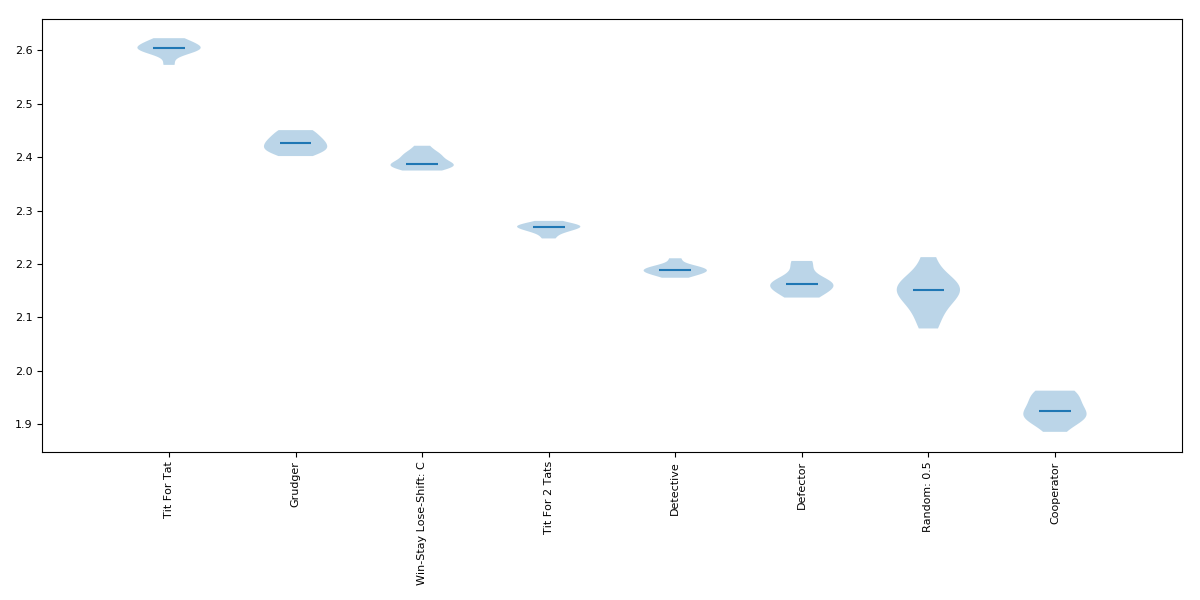 2.6
2.5
2.4
2.3
2.2
2.1
2.0
1.9
Tit For Tat
Grudger
Win-Stay Lose-Shift: C
Tit For 2 Tats
Detective
Defector
Random: 0.5
Cooperator